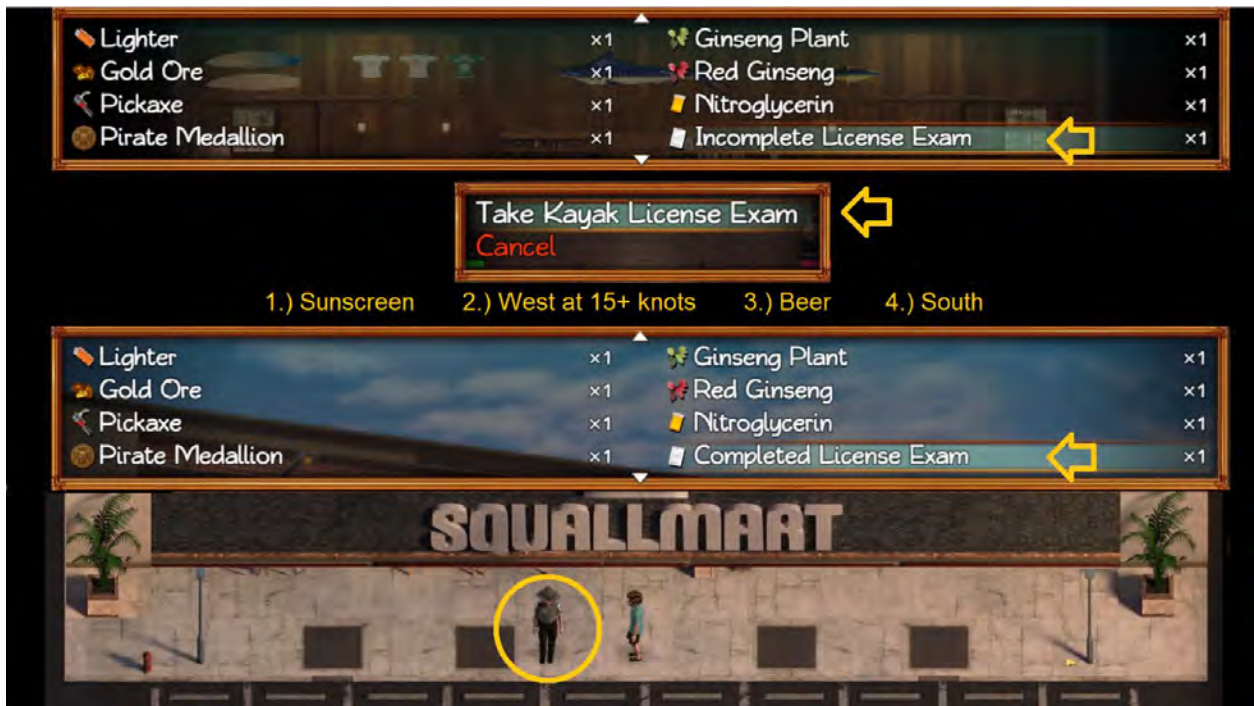 Lighter ×1 Ginseng Plant ×1
Gold Ore ×1 Red Ginseng ×1
Pickaxe ×1 Nitroglycerin ×1
Pirate Medallion ×1 Incomplete License Exam ×1
Take Kayak License Exam
Cancel
1.) Sunscreen 2.) West at 15+ knots 3.) Beer 4.) South
Lighter ×1 Ginseng Plant ×1
Gold Ore ×1 Red Ginseng ×1
Pickaxe ×1 Nitroglycerin ×1
Pirate Medallion ×1 Completed License Exam ×1
SQUALLMART